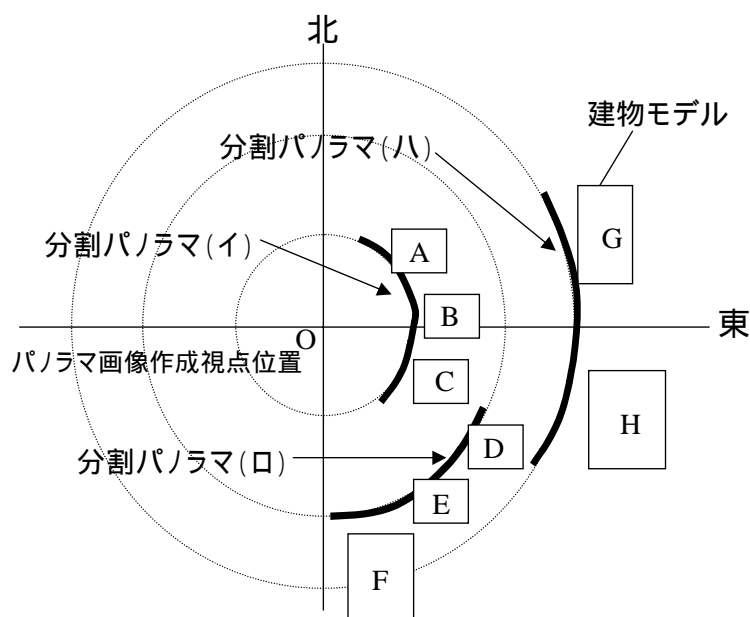 北
建物モデル
分割パノラマ(ハ)
G
分割パノラマ(イ)
A
B
東
O
パノラマ画像作成視点位置
C
H
分割パノラマ(ロ)
D
E
F